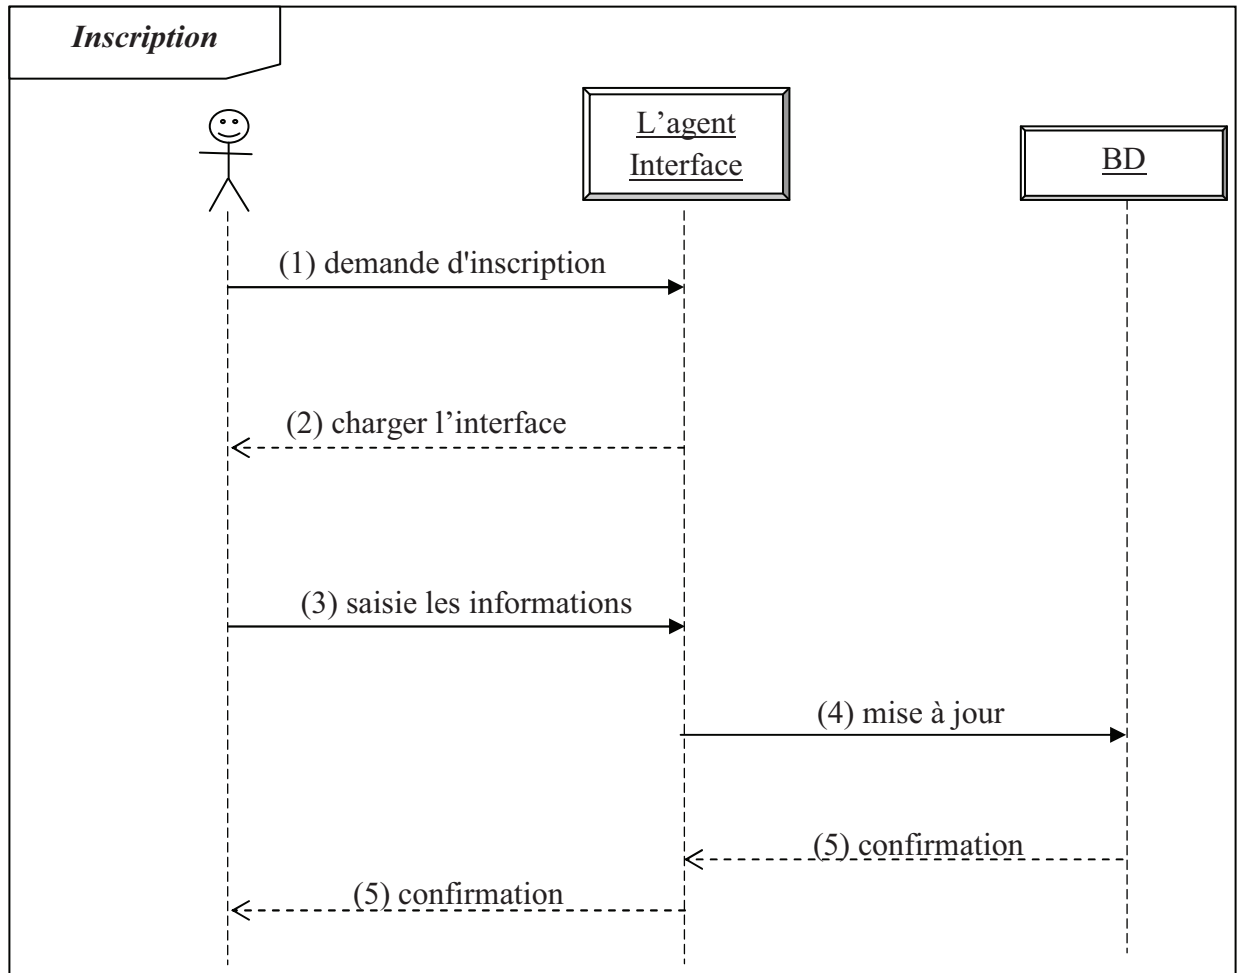 Inscription
L’agent
Interface
BD
(1) demande d'inscription
(2) charger l’interface
(3) saisie les informations
(4) mise à jour
(5) confirmation
(5) confirmation